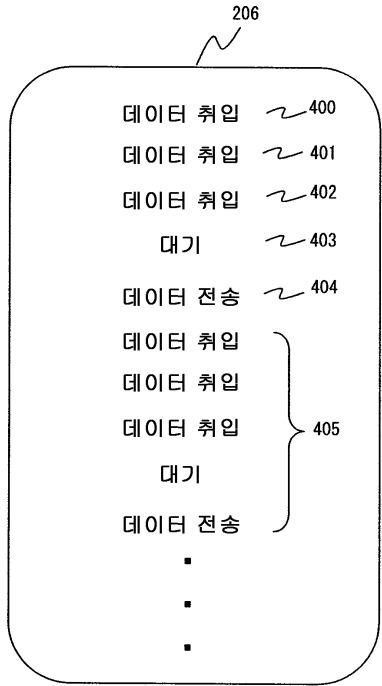 206
데이터 취입 400
데이터 취입 401
데이터 취입 402
대기 403
데이터 전송 404
데이터 취입
데이터 취입
데이터 취입 405
대기
데이터 전송